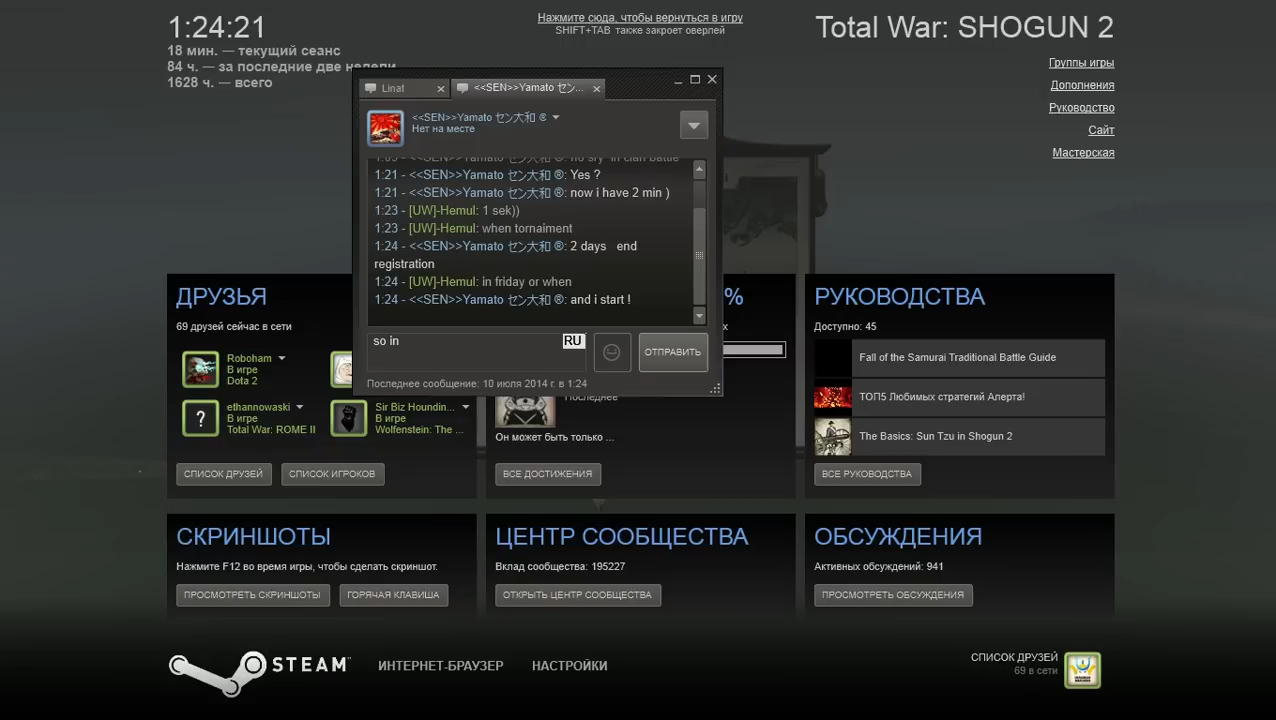 1:24:21
18 мин. — текущий сеанс
84 ч. — за последние две недели
1628 ч. — всего
Нажмите сюда, чтобы вернуться в игру
SHIFT+TAB также закроет оверлей
Total War: SHOGUN 2
Группы игры
Дополнения
Руководство
Сайт
Мастерская
Linaf
<<SEN>>Yamato セン...
<<SEN>>Yamato セン大和 ®
Нет на месте
1:21 - <<SEN>>Yamato セン大和 ®: Yes ?
1:21 - <<SEN>>Yamato セン大和 ®: now i have 2 min )
1:23 - [UW]-Hemul: 1 sek))
1:23 - [UW]-Hemul: when tornaiment
1:24 - <<SEN>>Yamato セン大和 ®: 2 days end
registration
1:24 - [UW]-Hemul: in friday or when
1:24 - <<SEN>>Yamato セン大和 ®: and i start !
so in
RU
ОТПРАВИТЬ
Последнее сообщение: 10 июля 2014 г. в 1:24
ДРУЗЬЯ
69 друзей сейчас в сети
Roboham
В игре
Dota 2
ethannowaski
В игре
Total War: ROME II
Sir Biz Houndin...
В игре
Wolfenstein: The ...
СПИСОК ДРУЗЕЙ
СПИСОК ИГРОКОВ
%
Последнее
Он может быть только ...
ВСЕ ДОСТИЖЕНИЯ
РУКОВОДСТВА
Доступно: 45
Fall of the Samurai Traditional Battle Guide
ТОП5 Любимых стратегий Алерта!
The Basics: Sun Tzu in Shogun 2
ВСЕ РУКОВОДСТВА
СКРИНШОТЫ
Нажмите F12 во время игры, чтобы сделать скриншот.
ПРОСМОТРЕТЬ СКРИНШОТЫ
ГОРЯЧАЯ КЛАВИША
ЦЕНТР СООБЩЕСТВА
Вклад сообщества: 195227
ОТКРЫТЬ ЦЕНТР СООБЩЕСТВА
ОБСУЖДЕНИЯ
Активных обсуждений: 941
ПРОСМОТРЕТЬ ОБСУЖДЕНИЯ
STEAM
ИНТЕРНЕТ-БРАУЗЕР
НАСТРОЙКИ
СПИСОК ДРУЗЕЙ
69 в сети